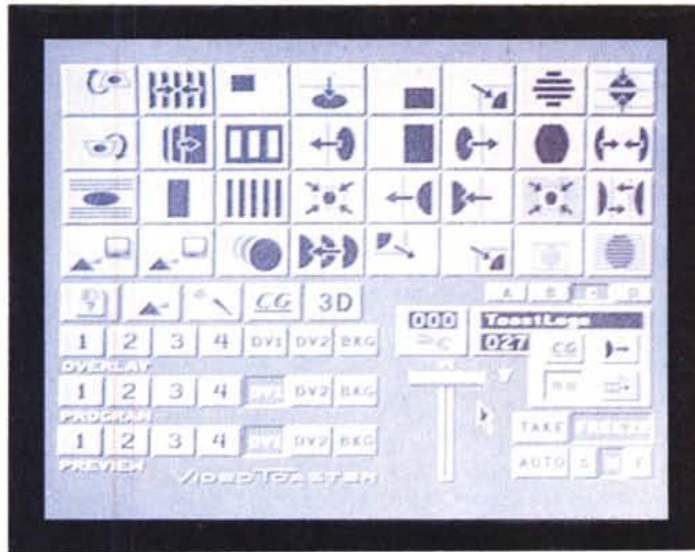 CG 3D
A B D
000 ToastLogo
027 CG
1 2 3 4 DV1 DV2 BKG
OVERLAY
1 2 3 4 DV1 DV2 BKG
PROGRAM
TAKE
1 2 3 4 DV1 DV2 BKG
AUTO S F
PREVIEW
VIDEOTOASTER